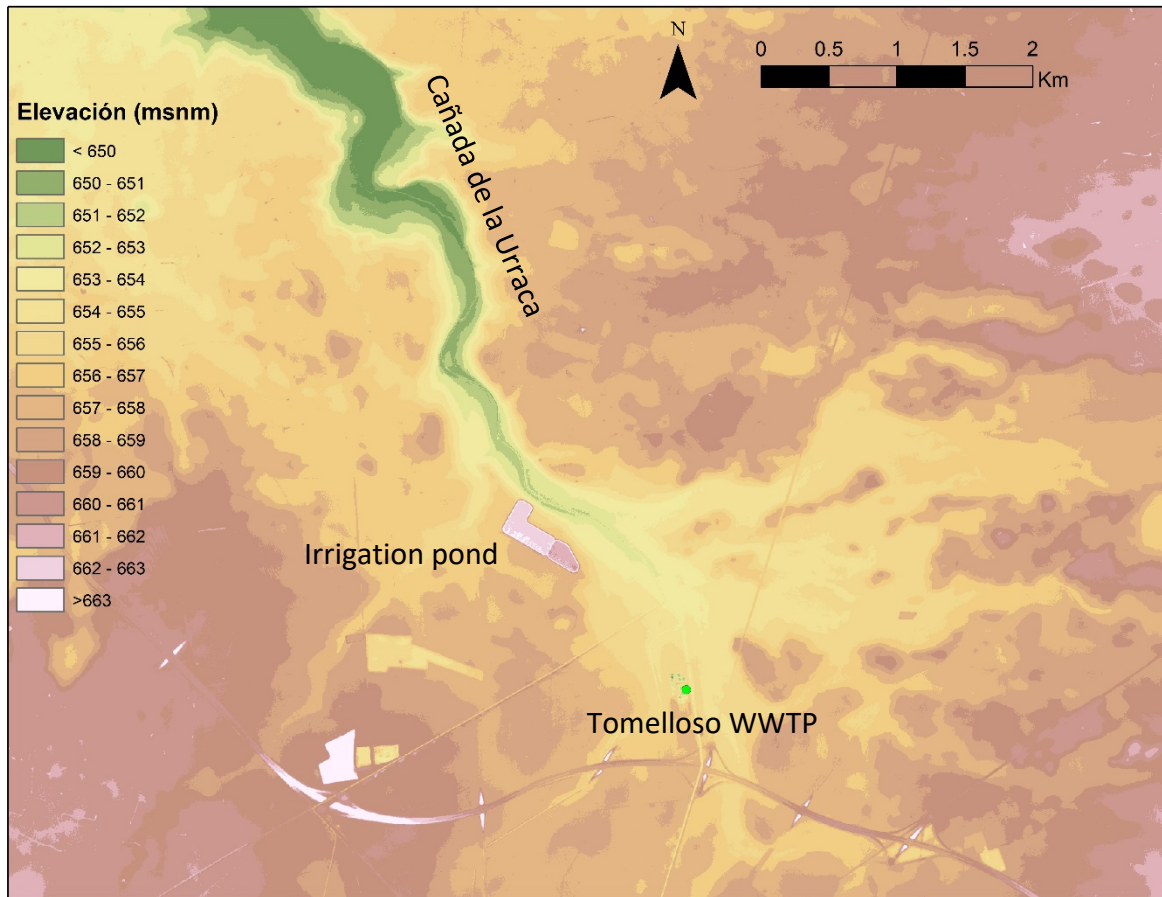 N
0 0.5 1 1.5 2
Km
Cañada de la Urraca
Elevación (msnm)
< 650
650 - 651
651 - 652
652 - 653
653 - 654
654 - 655
655 - 656
656 - 657
657 - 658
658 - 659
659 - 660
660 - 661
661 - 662
662 - 663
>663
Irrigation pond
Tomelloso WWTP